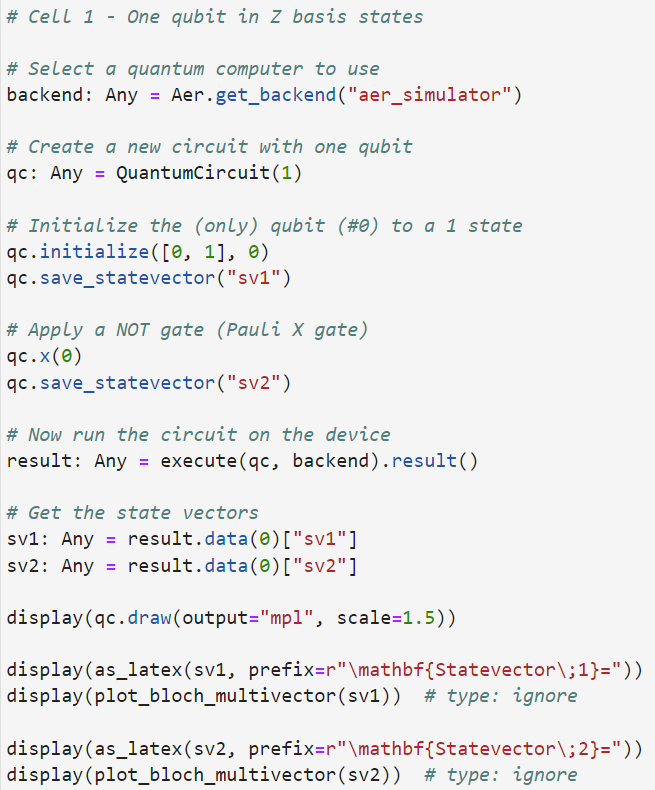 # Cell 1 - One qubit in Z basis states
# Select a quantum computer to use
backend: Any = Aer.get_backend("aer_simulator")
# Create a new circuit with one qubit
qc: Any = QuantumCircuit(1)
# Initialize the (only) qubit (#0) to a 1 state
qc.initialize([0, 1], 0)
qc.save_statevector("sv1")
# Apply a NOT gate (Pauli X gate)
qc.x(0)
qc.save_statevector("sv2")
# Now run the circuit on the device
result: Any = execute(qc, backend).result()
# Get the state vectors
sv1: Any = result.data(0)["sv1"]
sv2: Any = result.data(0)["sv2"]
display(qc.draw(output="mpl", scale=1.5))
display(as_latex(sv1, prefix=r"\mathbf{Statevector\;1}="))
display(plot_bloch_multivector(sv1))  # type: ignore
display(as_latex(sv2, prefix=r"\mathbf{Statevector\;2}="))
display(plot_bloch_multivector(sv2))  # type: ignore